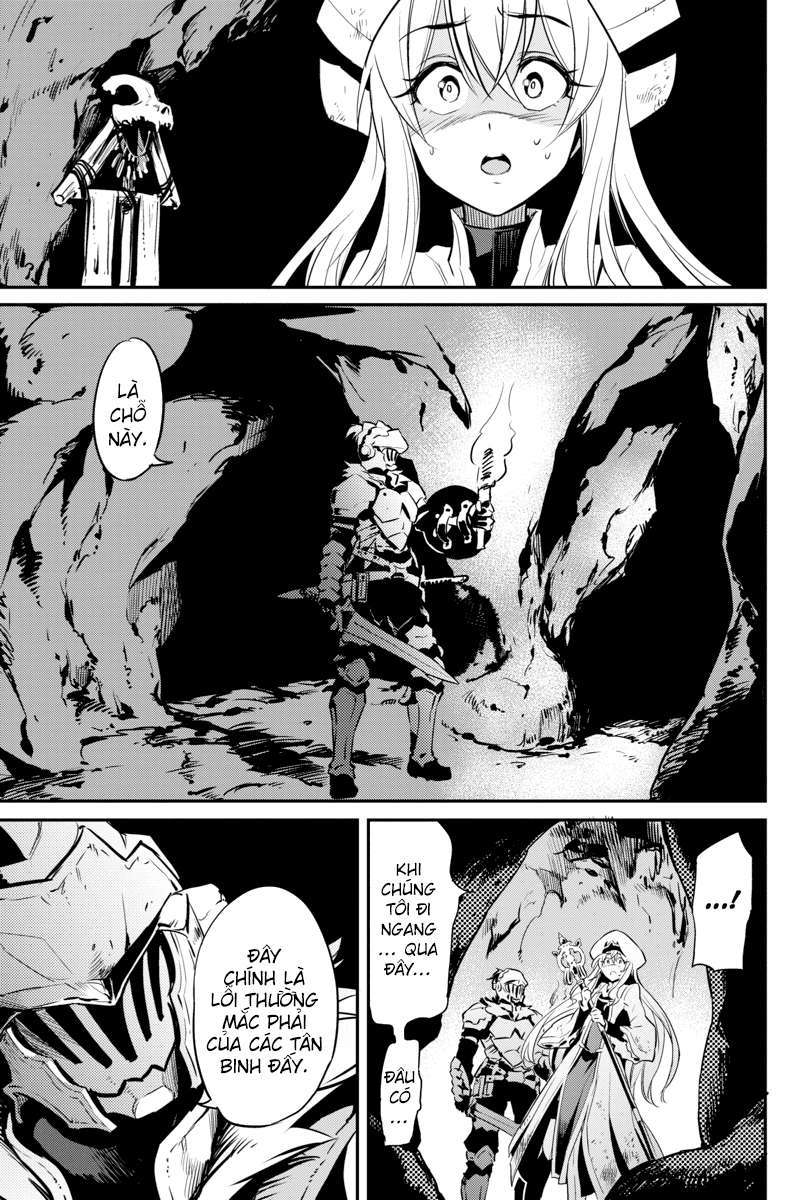 LÀ
CHỖ
NÀY.
...!
KHI
CHÚNG
TÔI ĐI
NGANG
... QUA
ĐÂY...
ĐÂU
CÓ
...
ĐÂY
CHÍNH LÀ
LỖI THƯỜNG
MẮC PHẢI
CỦA CÁC TÂN
BINH ĐẤY.